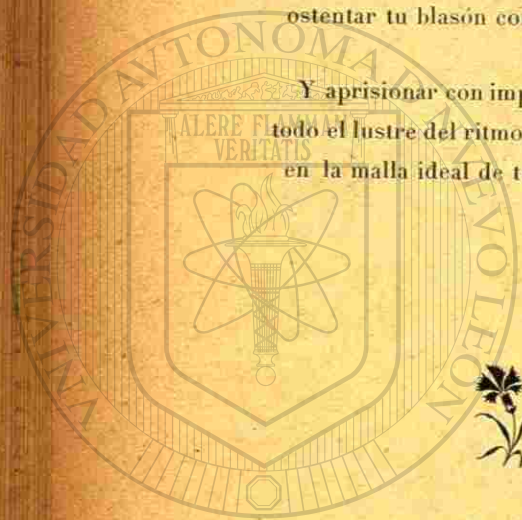 ostentar tu blasón co
Y aprisionar con imp
todo el lustre del ritmo
en la malla ideal de t
UNIVERSIDAD AUTONOMA DE NUEVO LEON
ALERE FLAMMAM
VERITATIS